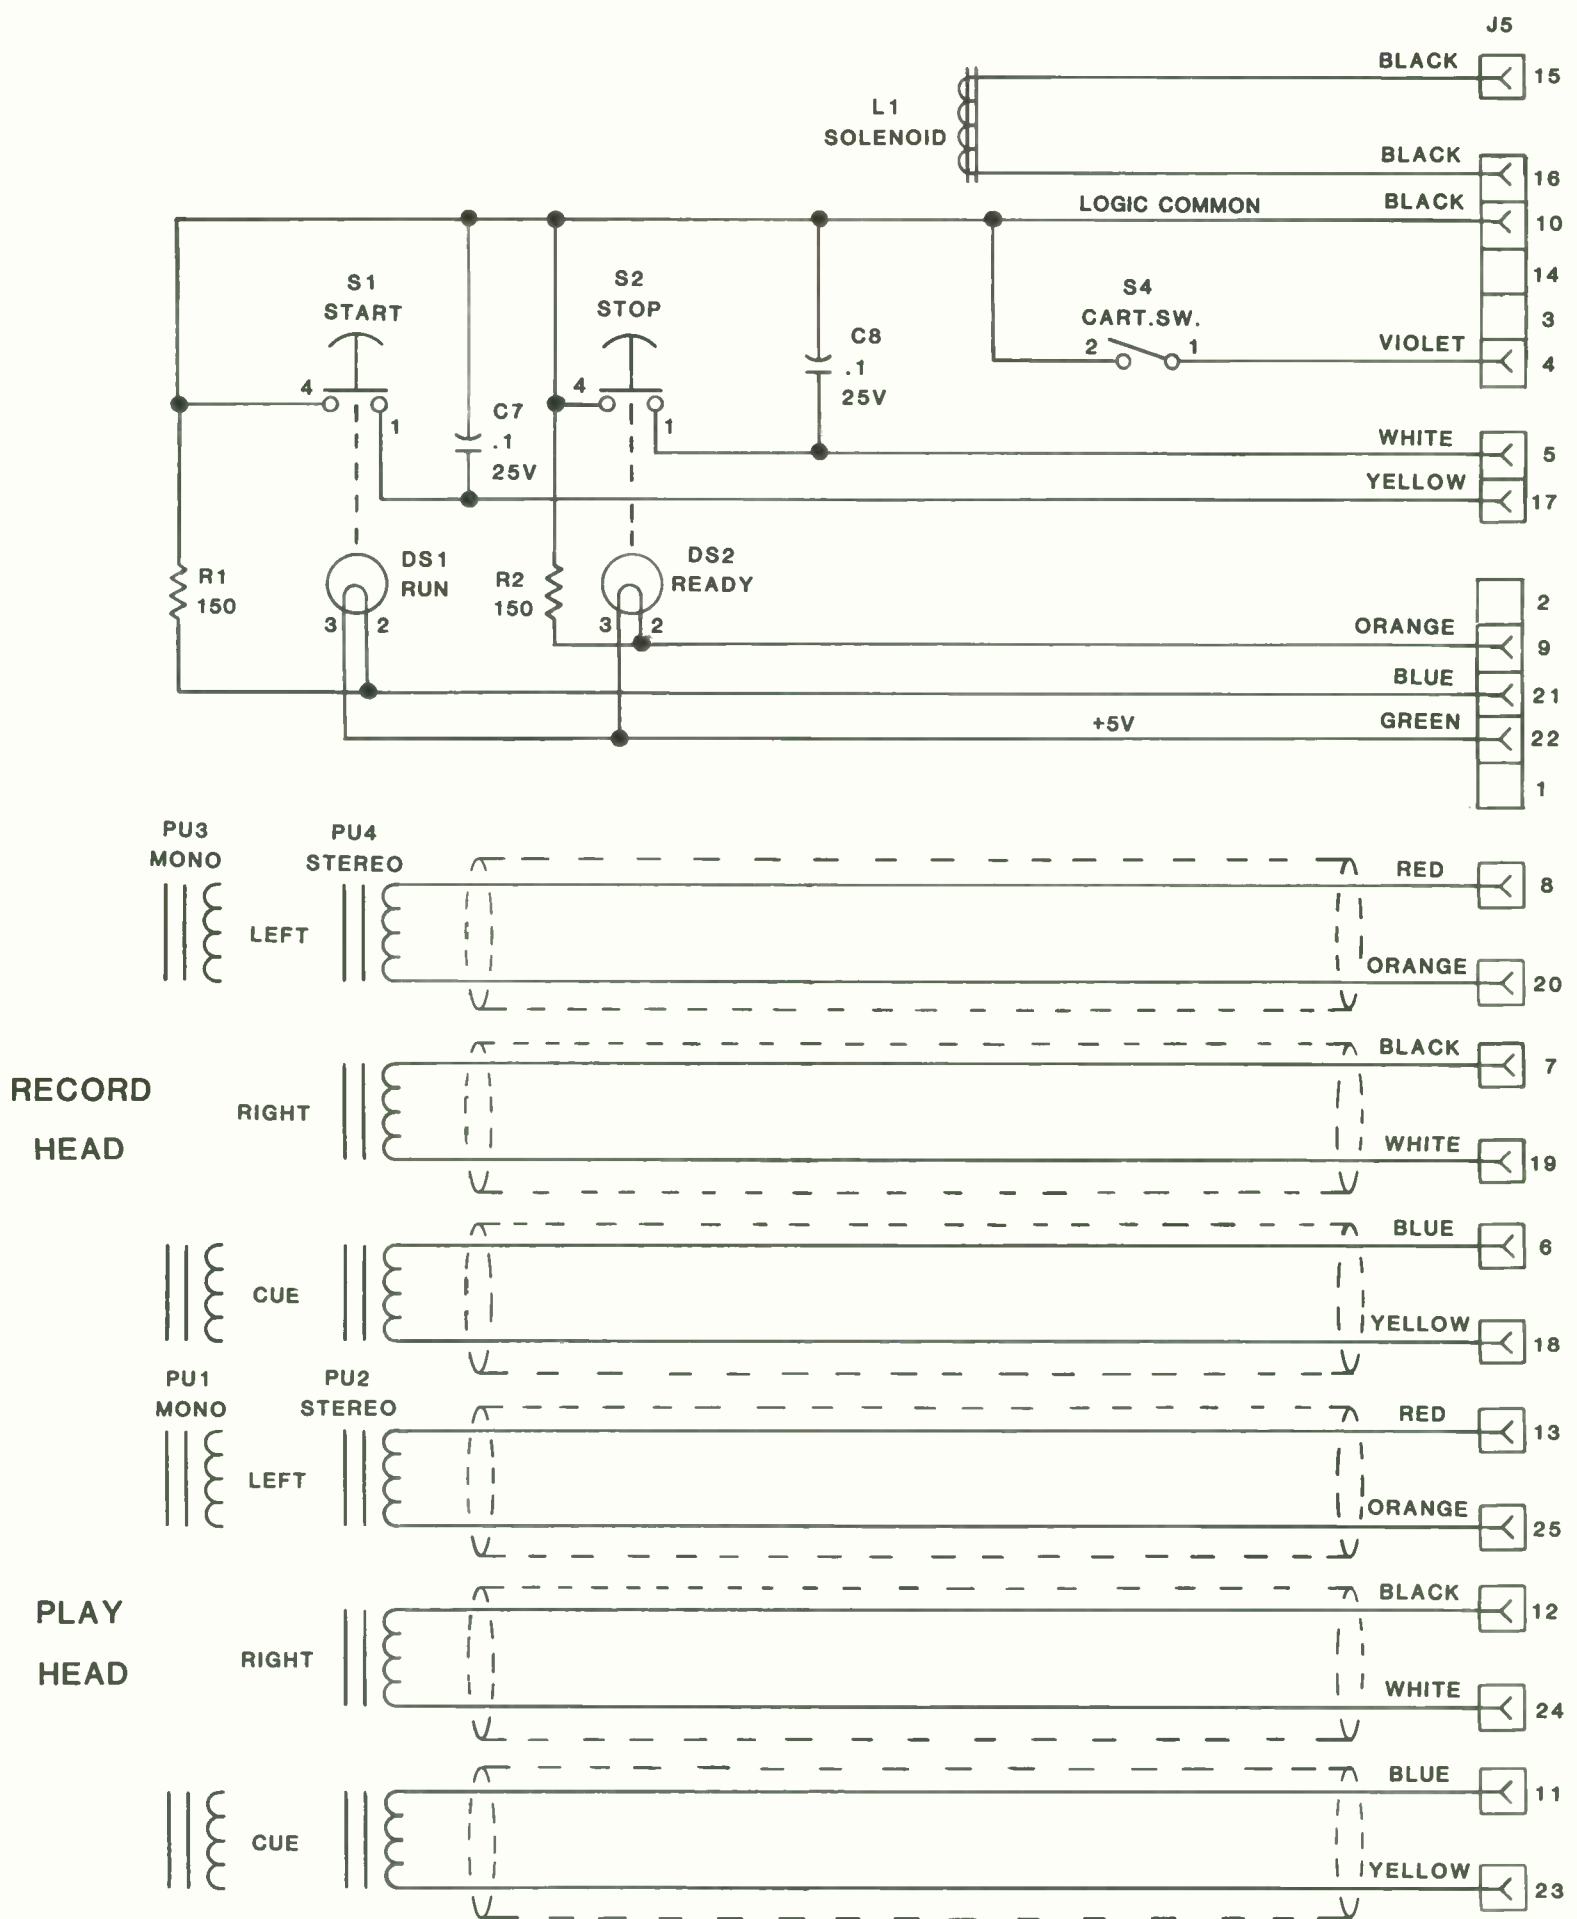 J5
BLACK 15
L1
SOLENOID
BLACK 16
LOGIC COMMON BLACK 10
14
S1
START
S2
STOP
S4
CART.SW.
3
2 1 VIOLET 4
C8
.1
25V
4 1
4 1
C7
.1
25V
WHITE 5
YELLOW 17
R1
150
DS1
RUN
3 2
R2
150
DS2
READY
3 2
2
ORANGE 9
BLUE 21
+5V GREEN 22
1
PU3
MONO
PU4
STEREO
RED 8
LEFT
ORANGE 20
BLACK 7
RECORD
HEAD
RIGHT
WHITE 19
BLUE 6
CUE
YELLOW 18
PU1
MONO
PU2
STEREO
RED 13
LEFT
ORANGE 25
BLACK 12
PLAY
HEAD
RIGHT
WHITE 24
BLUE 11
CUE
YELLOW 23